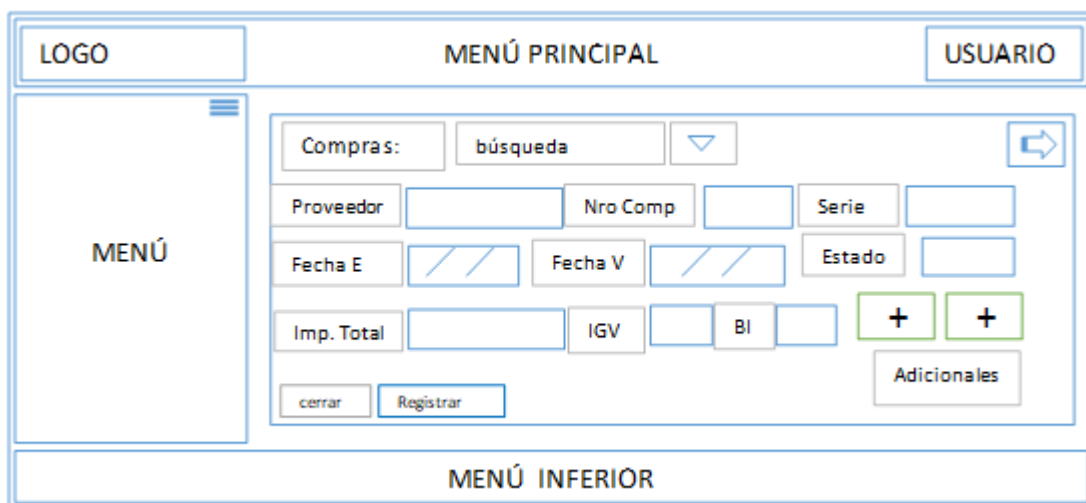 LOGO MENÚ PRINCIPAL USUARIO
Compras: búsqueda
Proveedor Nro Comp Serie
MENÚ
Fecha E / / Fecha V / / Estado
Imp. Total IGV BI + +
Adicionales
cerrar Registrar
MENÚ INFERIOR